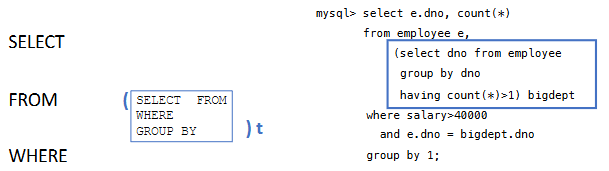 SELECT
FROM ( SELECT FROM
WHERE
GROUP BY ) t
WHERE
mysql> select e.dno, count(*)
from employee e,
(select dno from employee
group by dno
having count(*)>1) bigdept
where salary>40000
and e.dno = bigdept.dno
group by 1;